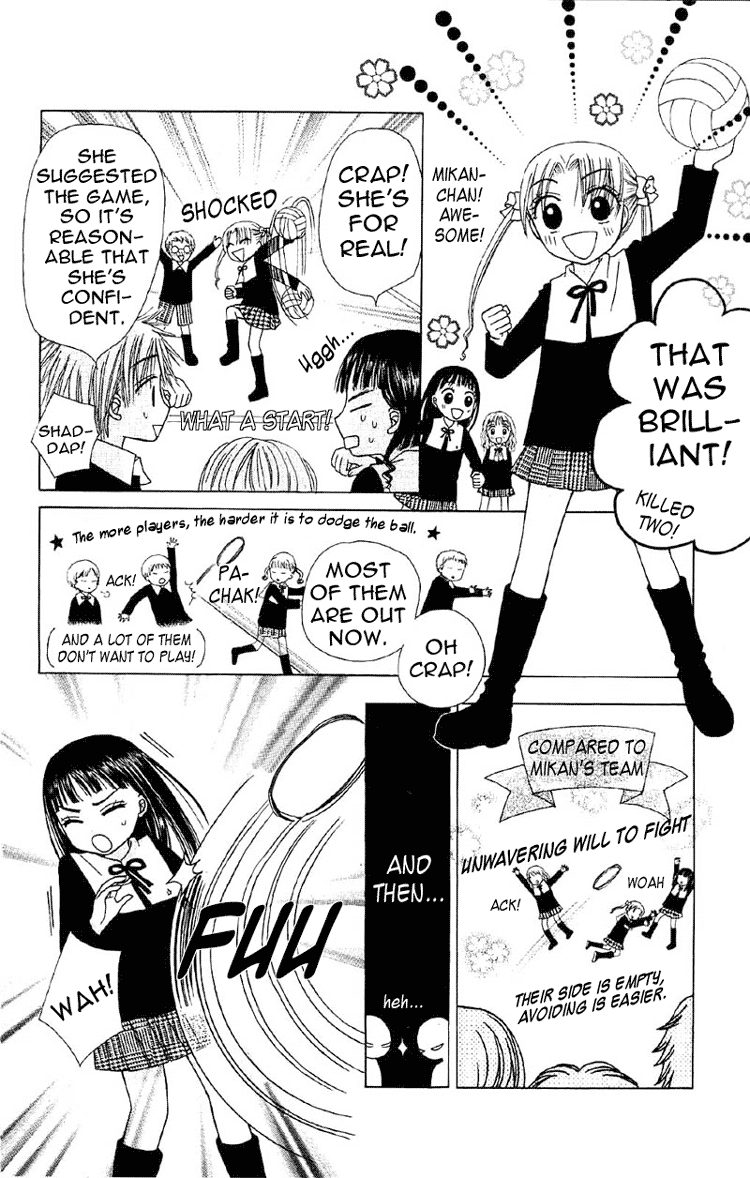 MIKAN-
CHAN!
AWE-
SOME!
THAT
WAS
BRILL-
IANT!
KILLED
TWO!
CRAP!
SHE'S
FOR
REAL!
SHOCKED
SHE
SUGGESTED
THE GAME,
SO IT'S
REASON-
ABLE THAT
SHE'S
CONFI-
DENT.
Uggh...
WHAT A START!
SHAD-
DAP!
The more players, the harder it is to dodge the ball.
ACK!
PA-
CHAK!
MOST
OF THEM
ARE OUT
NOW.
OH
CRAP!
(AND A LOT OF THEM
DON'T WANT TO PLAY!)
COMPARED TO
MIKAN'S TEAM
UNWAVERING WILL TO FIGHT
ACK!
WOAH
THEIR SIDE IS EMPTY,
AVOIDING IS EASIER.
AND
THEN...
heh...
FUU
WAH!